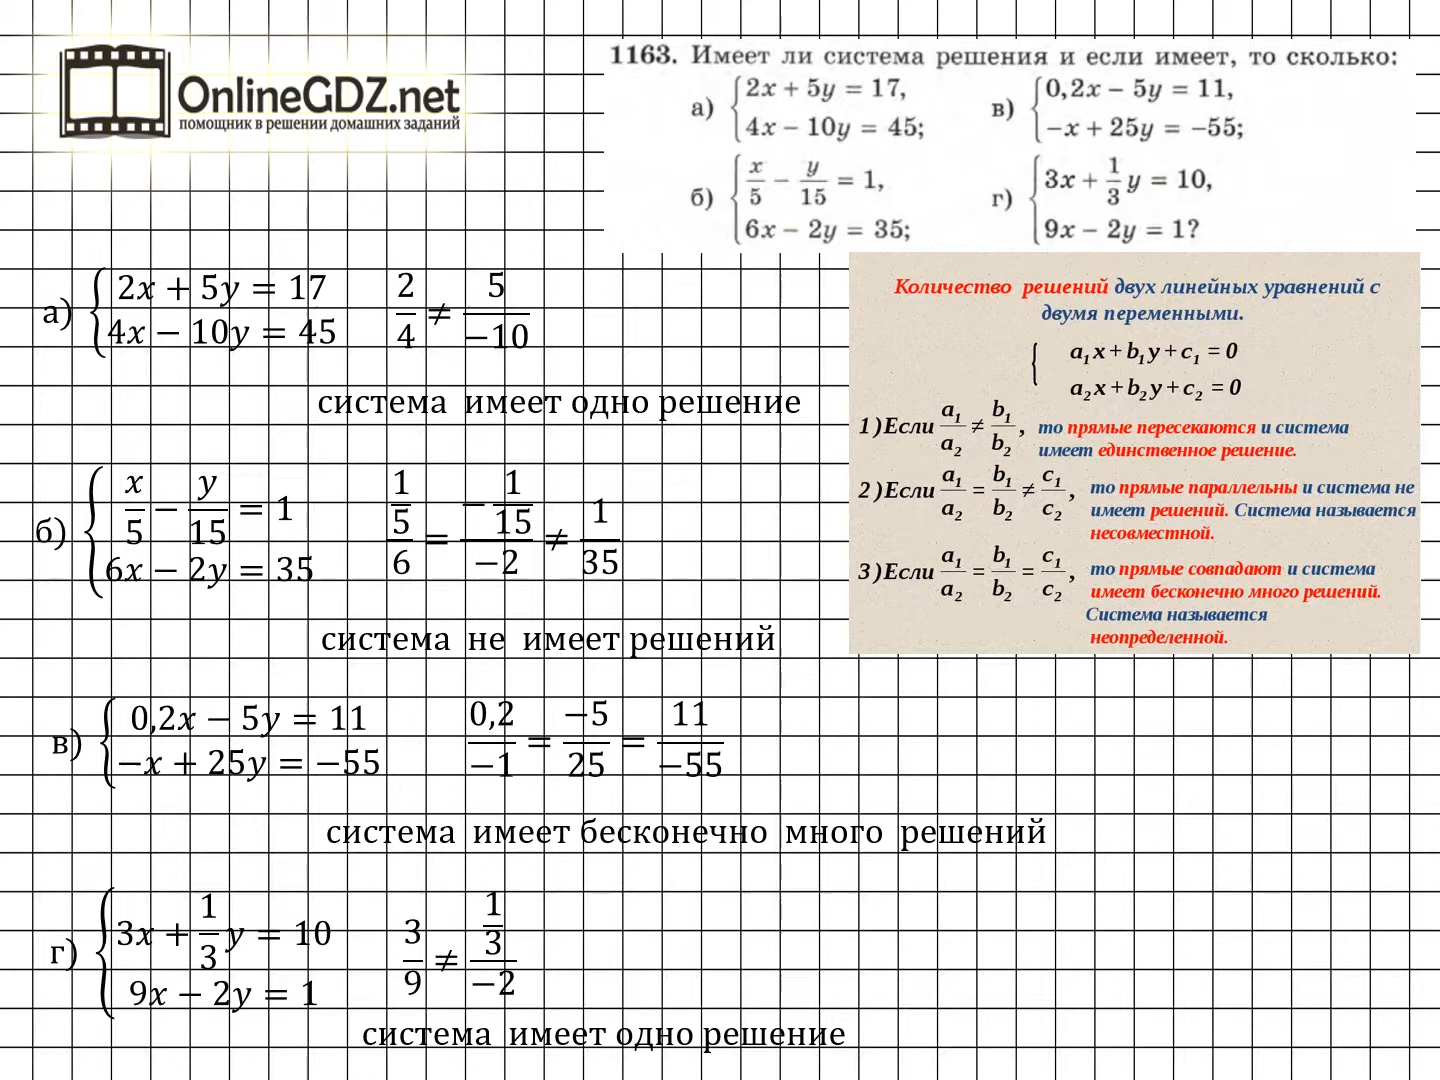 OnlineGDZ.net
помощник в решении домашних заданий
1163. Имеет ли система решения и если имеет, то сколько:
а) { 2x + 5y = 17,
4x − 10y = 45;
в) { 0,2x − 5y = 11,
−x + 25y = −55;
б) { x/5 − y/15 = 1,
6x − 2y = 35;
г) { 3x + 1/3 y = 10,
9x − 2y = 1?
Количество решений двух линейных уравнений с
двумя переменными.
{ a₁x + b₁y + c₁ = 0
a₂x + b₂y + c₂ = 0
1)Если a₁/a₂ ≠ b₁/b₂, то прямые пересекаются и система
имеет единственное решение.
2)Если a₁/a₂ = b₁/b₂ ≠ c₁/c₂, то прямые параллельны и система не
имеет решений. Система называется
несовместной.
3)Если a₁/a₂ = b₁/b₂ = c₁/c₂, то прямые совпадают и система
имеет бесконечно много решений.
Система называется
неопределенной.
а) { 2x + 5y = 17
4x − 10y = 45
2/4 ≠ 5/−10
система имеет одно решение
б) { x/5 − y/15 = 1
6x − 2y = 35
(1/5)/6 = (−1/15)/−2 ≠ 1/35
система не имеет решений
в) { 0,2x − 5y = 11
−x + 25y = −55
0,2/−1 = −5/25 = 11/−55
система имеет бесконечно много решений
г) { 3x + 1/3 y = 10
9x − 2y = 1
3/9 ≠ (1/3)/−2
система имеет одно решение